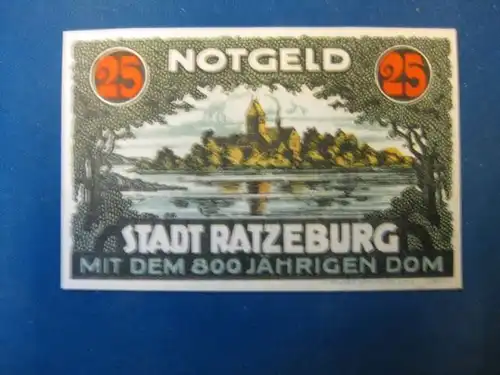 25 NOTGELD 25
STADT RATZEBURG
MIT DEM 800 JÄHRIGEN DOM